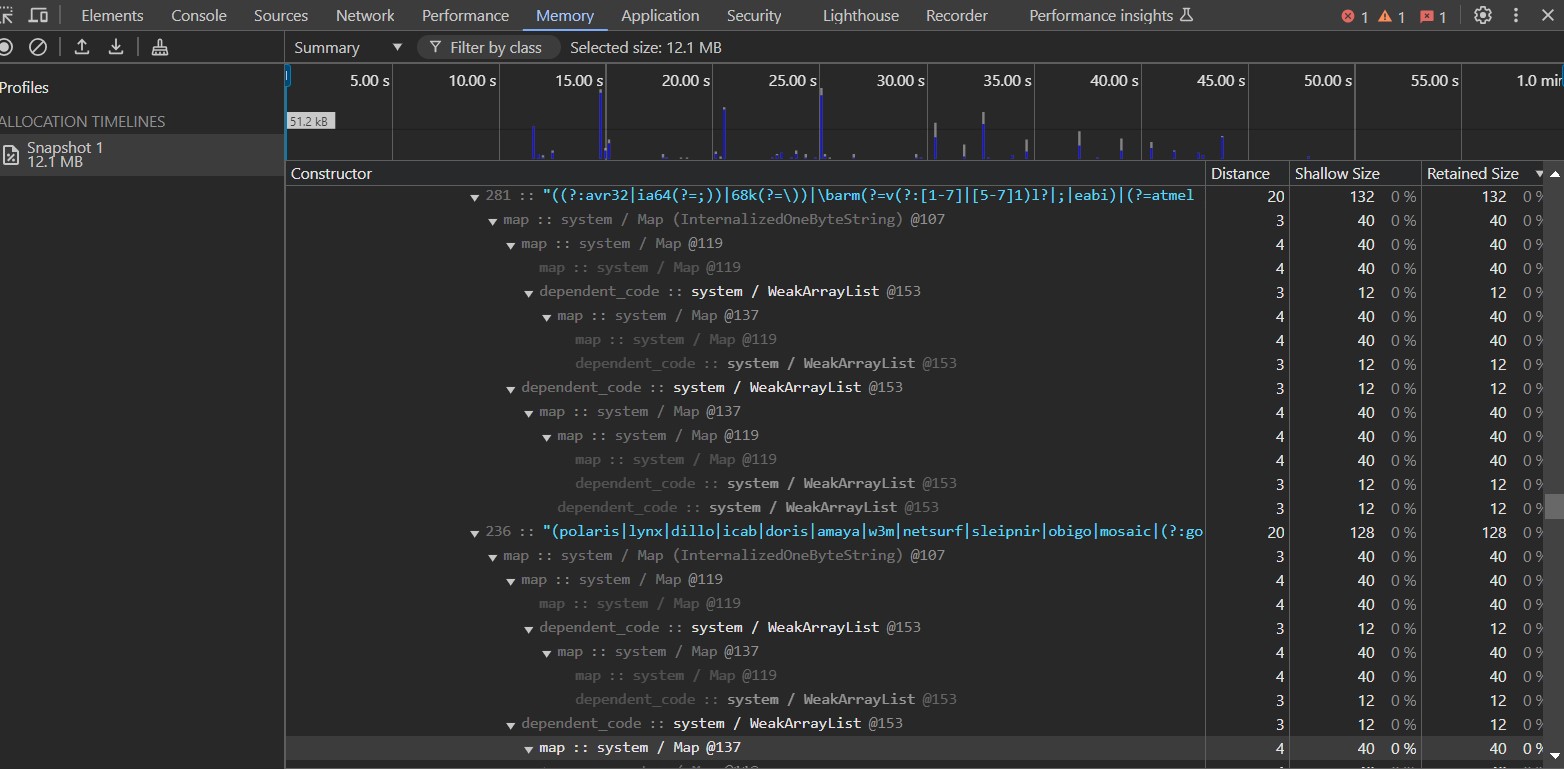 Elements Console Sources Network Performance Memory Application Security Lighthouse Recorder Performance insights 1 1 1
Summary Filter by class Selected size: 12.1 MB
5.00 s 10.00 s 15.00 s 20.00 s 25.00 s 30.00 s 35.00 s 40.00 s 45.00 s 50.00 s 55.00 s 1.0 min
Profiles
51.2 kB
ALLOCATION TIMELINES
Snapshot 1
12.1 MB
Constructor Distance Shallow Size Retained Size
281 :: "((?:avr32|ia64(?=;))|68k(?=\))|\barm(?=v(?:[1-7]|[5-7]1)l?|;|eabi)|(?=atmel 20 132 0 % 132 0 %
map :: system / Map (InternalizedOneByteString) @107 3 40 0 % 40 0 %
map :: system / Map @119 4 40 0 % 40 0 %
map :: system / Map @119 4 40 0 % 40 0 %
dependent_code :: system / WeakArrayList @153 3 12 0 % 12 0 %
map :: system / Map @137 4 40 0 % 40 0 %
map :: system / Map @119 4 40 0 % 40 0 %
dependent_code :: system / WeakArrayList @153 3 12 0 % 12 0 %
dependent_code :: system / WeakArrayList @153 3 12 0 % 12 0 %
map :: system / Map @137 4 40 0 % 40 0 %
map :: system / Map @119 4 40 0 % 40 0 %
map :: system / Map @119 4 40 0 % 40 0 %
dependent_code :: system / WeakArrayList @153 3 12 0 % 12 0 %
dependent_code :: system / WeakArrayList @153 3 12 0 % 12 0 %
236 :: "(polaris|lynx|dillo|icab|doris|amaya|w3m|netsurf|sleipnir|obigo|mosaic|(?:go 20 128 0 % 128 0 %
map :: system / Map (InternalizedOneByteString) @107 3 40 0 % 40 0 %
map :: system / Map @119 4 40 0 % 40 0 %
map :: system / Map @119 4 40 0 % 40 0 %
dependent_code :: system / WeakArrayList @153 3 12 0 % 12 0 %
map :: system / Map @137 4 40 0 % 40 0 %
map :: system / Map @119 4 40 0 % 40 0 %
dependent_code :: system / WeakArrayList @153 3 12 0 % 12 0 %
dependent_code :: system / WeakArrayList @153 3 12 0 % 12 0 %
map :: system / Map @137 4 40 0 % 40 0 %